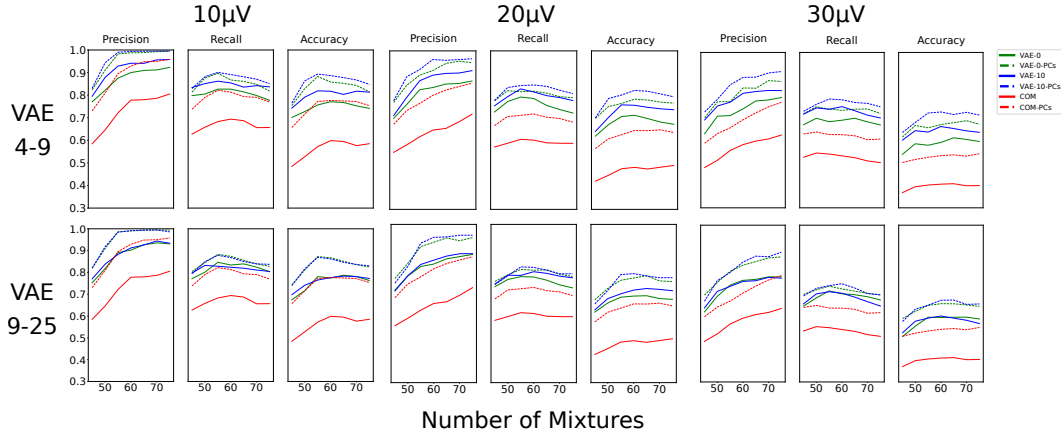 10μV 20μV 30μV
Precision Recall Accuracy Precision Recall Accuracy Precision Recall Accuracy
VAE
4-9
1.0
0.9
0.8
0.7
0.6
0.5
0.4
0.3
VAE-0
VAE-0-PCs
VAE-10
VAE-10-PCs
COM
COM-PCs
VAE
9-25
1.0
0.9
0.8
0.7
0.6
0.5
0.4
0.3
50 60 70 50 60 70 50 60 70 50 60 70 50 60 70 50 60 70 50 60 70 50 60 70 50 60 70
Number of Mixtures